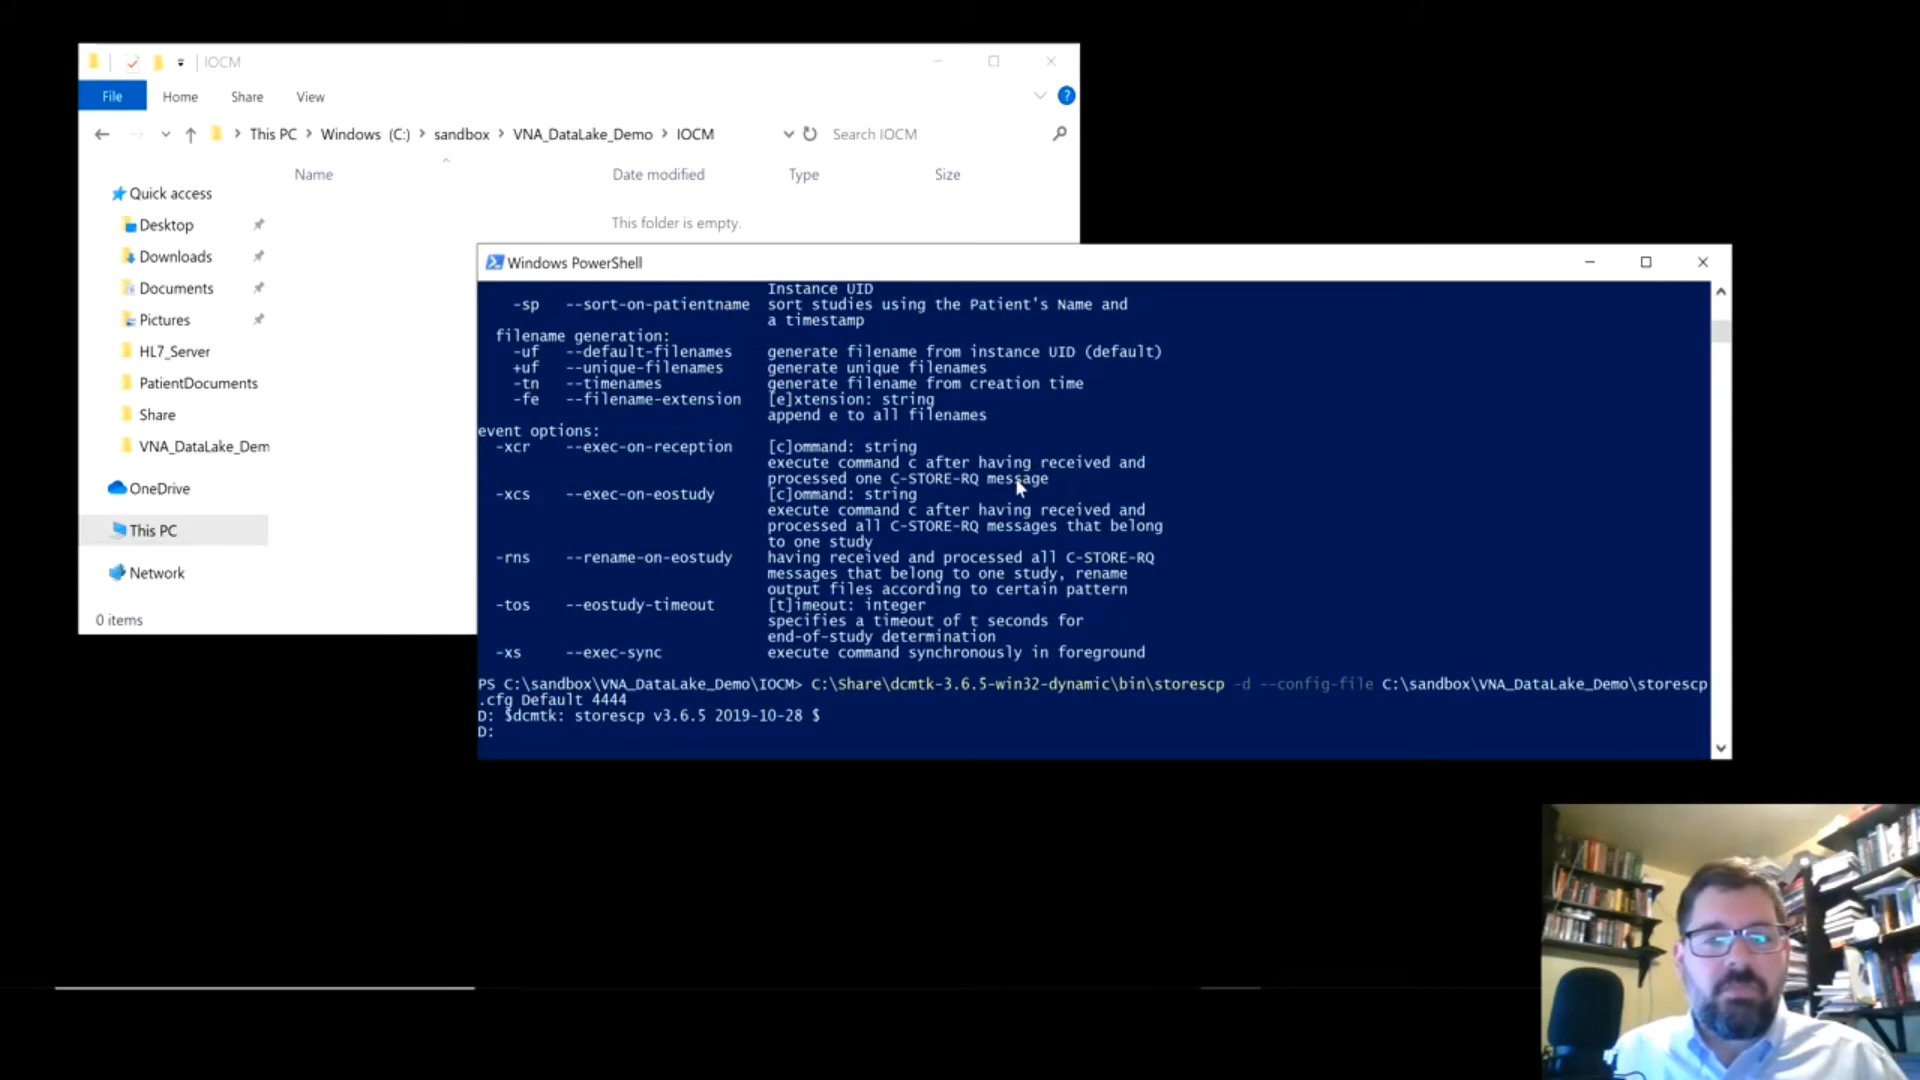 IOCM
File Home Share View ?
This PC Windows (C:) sandbox VNA_DataLake_Demo IOCM Search IOCM
Name Date modified Type Size
This folder is empty.
Quick access
Desktop
Downloads
Documents
Pictures
HL7_Server
PatientDocuments
Share
VNA_DataLake_Dem
OneDrive
This PC
Network
0 items
Windows PowerShell
Instance UID
-sp --sort-on-patientname sort studies using the Patient's Name and
a timestamp
filename generation:
-uf --default-filenames generate filename from instance UID (default)
+uf --unique-filenames generate unique filenames
-tn --timenames generate filename from creation time
-fe --filename-extension [e]xtension: string
append e to all filenames
event options:
-xcr --exec-on-reception [c]ommand: string
execute command c after having received and
processed one C-STORE-RQ message
-xcs --exec-on-eostudy [c]ommand: string
execute command c after having received and
processed all C-STORE-RQ messages that belong
to one study
-rns --rename-on-eostudy having received and processed all C-STORE-RQ
messages that belong to one study, rename
output files according to certain pattern
-tos --eostudy-timeout [t]imeout: integer
specifies a timeout of t seconds for
end-of-study determination
-xs --exec-sync execute command synchronously in foreground
PS C:\sandbox\VNA_DataLake_Demo\IOCM> C:\Share\dcmtk-3.6.5-win32-dynamic\bin\storescp -d --config-file C:\sandbox\VNA_DataLake_Demo\storescp
.cfg Default 4444
D: $dcmtk: storescp v3.6.5 2019-10-28 $
D: